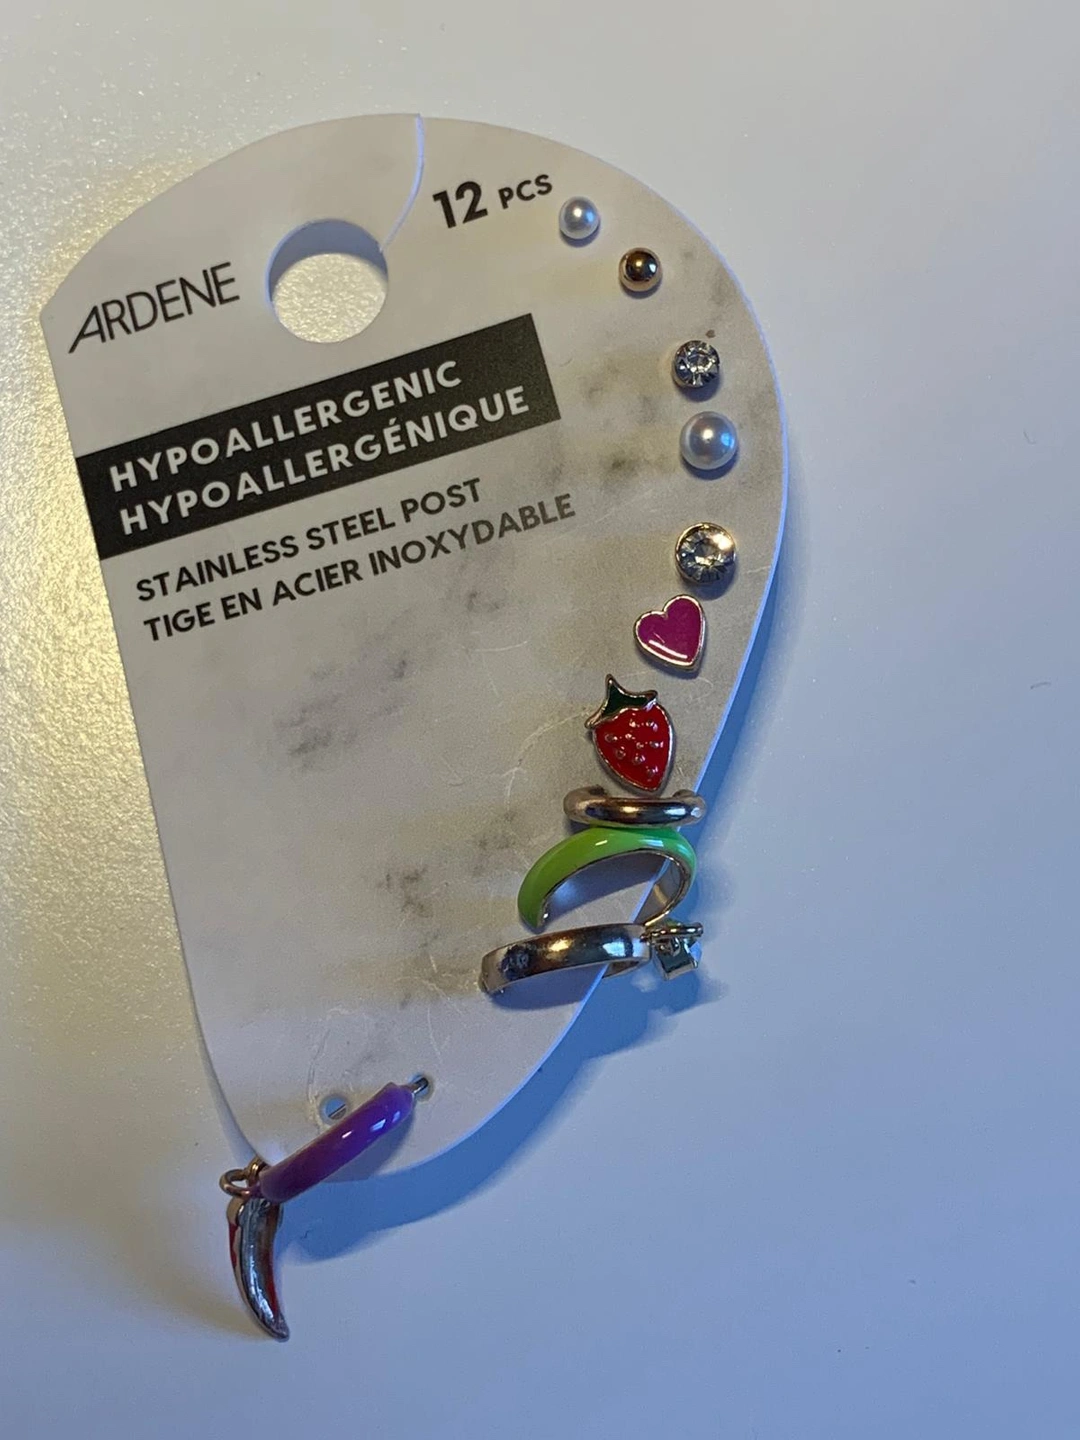 12 PCS
ARDENE
HYPOALLERGENIC
HYPOALLERGÉNIQUE
STAINLESS STEEL POST
TIGE EN ACIER INOXYDABLE